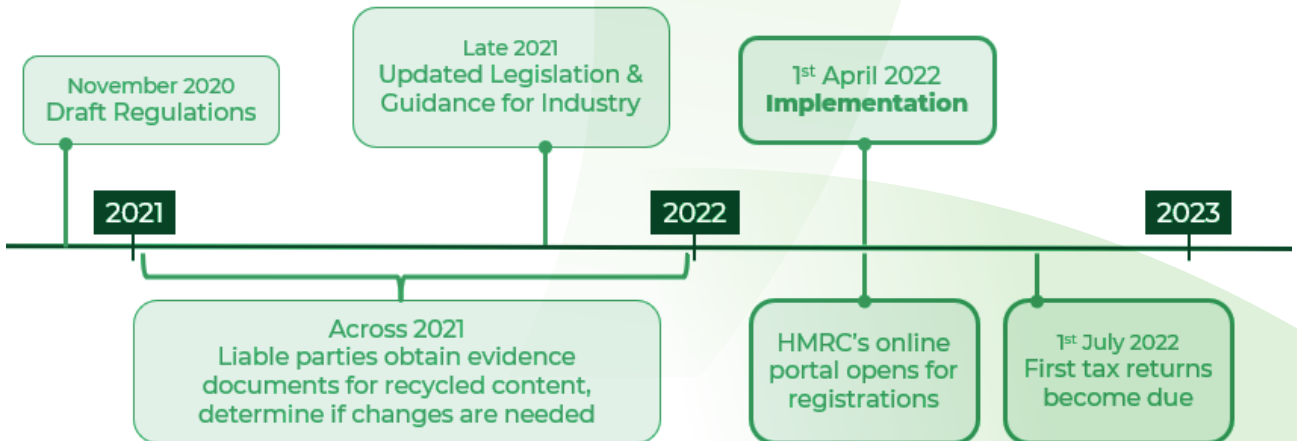 November 2020
Draft Regulations
Late 2021
Updated Legislation &
Guidance for Industry
1st April 2022
Implementation
2021
2022
2023
Across 2021
Liable parties obtain evidence
documents for recycled content,
determine if changes are needed
HMRC's online
portal opens for
registrations
1st July 2022
First tax returns
become due